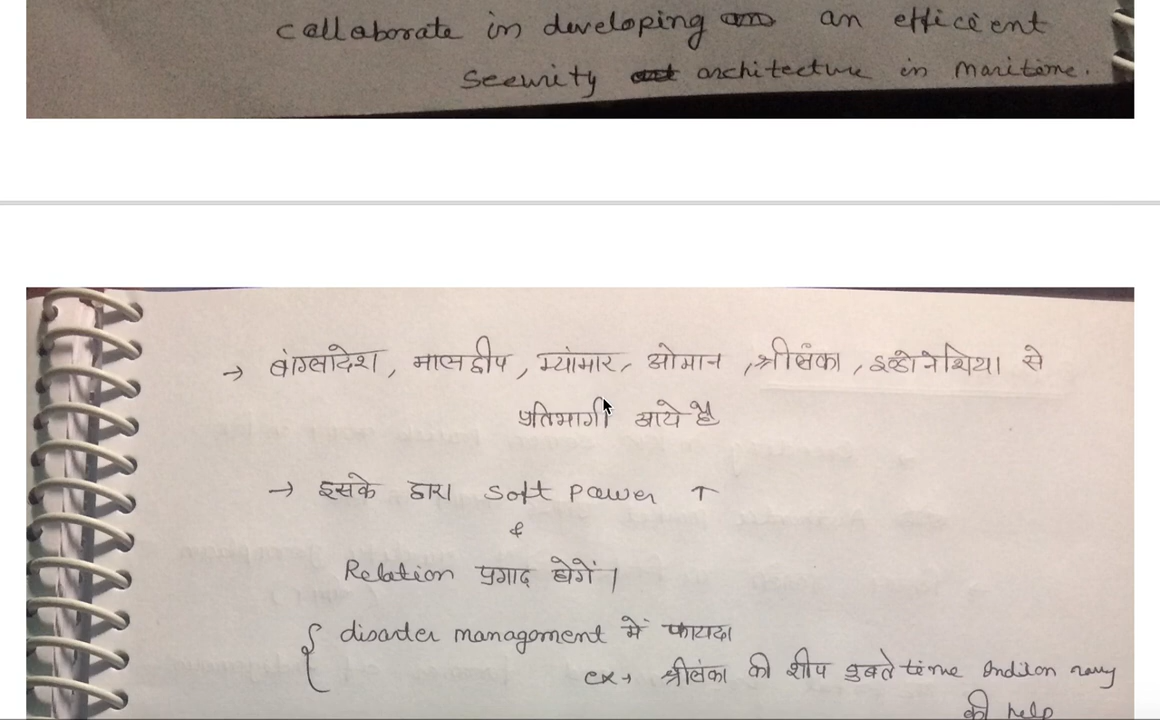 collaborate in developing an efficient
security architecture in maritime.
→ बांग्लादेश, मालद्वीप, म्यांमार, ओमान, श्रीलंका, इण्डोनेशिया से
प्रतिभागी आये है
→ इसके द्वारा soft power ↑
&
Relation प्रगाढ़ होगें।
{ disaster management में फायदा
ex→ श्रीलंका की शीप डुबते time Indian navy
की help